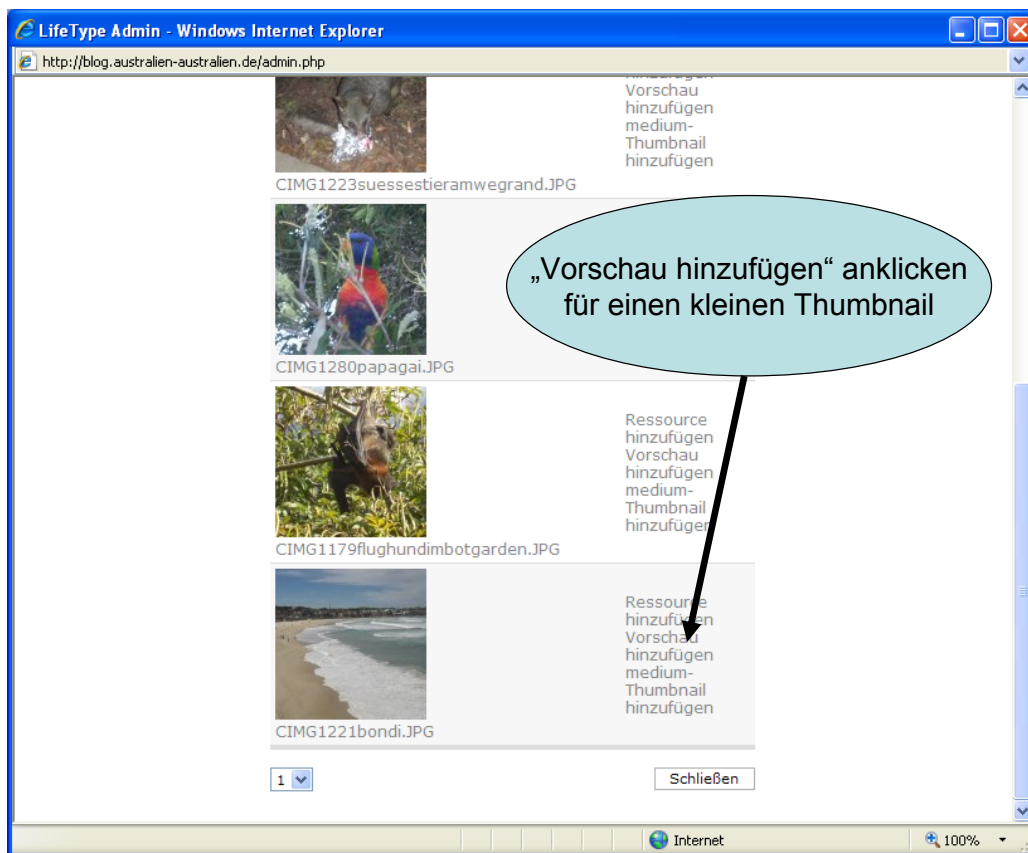 LifeType Admin - Windows Internet Explorer
http://blog.australien-australien.de/admin.php
Vorschau
hinzufügen
medium-
Thumbnail
hinzufügen
CIMG1223suessestieramwegrand.JPG
„Vorschau hinzufügen“ anklicken
für einen kleinen Thumbnail
CIMG1280papagai.JPG
Ressource
hinzufügen
Vorschau
hinzufügen
medium-
Thumbnail
hinzufügen
CIMG1179flughundimbotgarden.JPG
Ressource
hinzufügen
Vorschau
hinzufügen
medium-
Thumbnail
hinzufügen
CIMG1221bondi.JPG
1
Schließen
Internet
100%